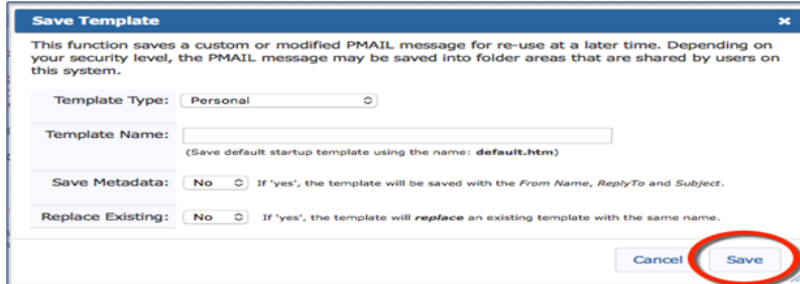 Save Template
This function saves a custom or modified PMAIL message for re-use at a later time. Depending on
your security level, the PMAIL message may be saved into folder areas that are shared by users on
this system.
Template Type: Personal
Template Name:
(Save default startup template using the name: default.htm)
Save Metadata: No If 'yes', the template will be saved with the From Name, ReplyTo and Subject.
Replace Existing: No If 'yes', the template will replace an existing template with the same name.
Cancel Save